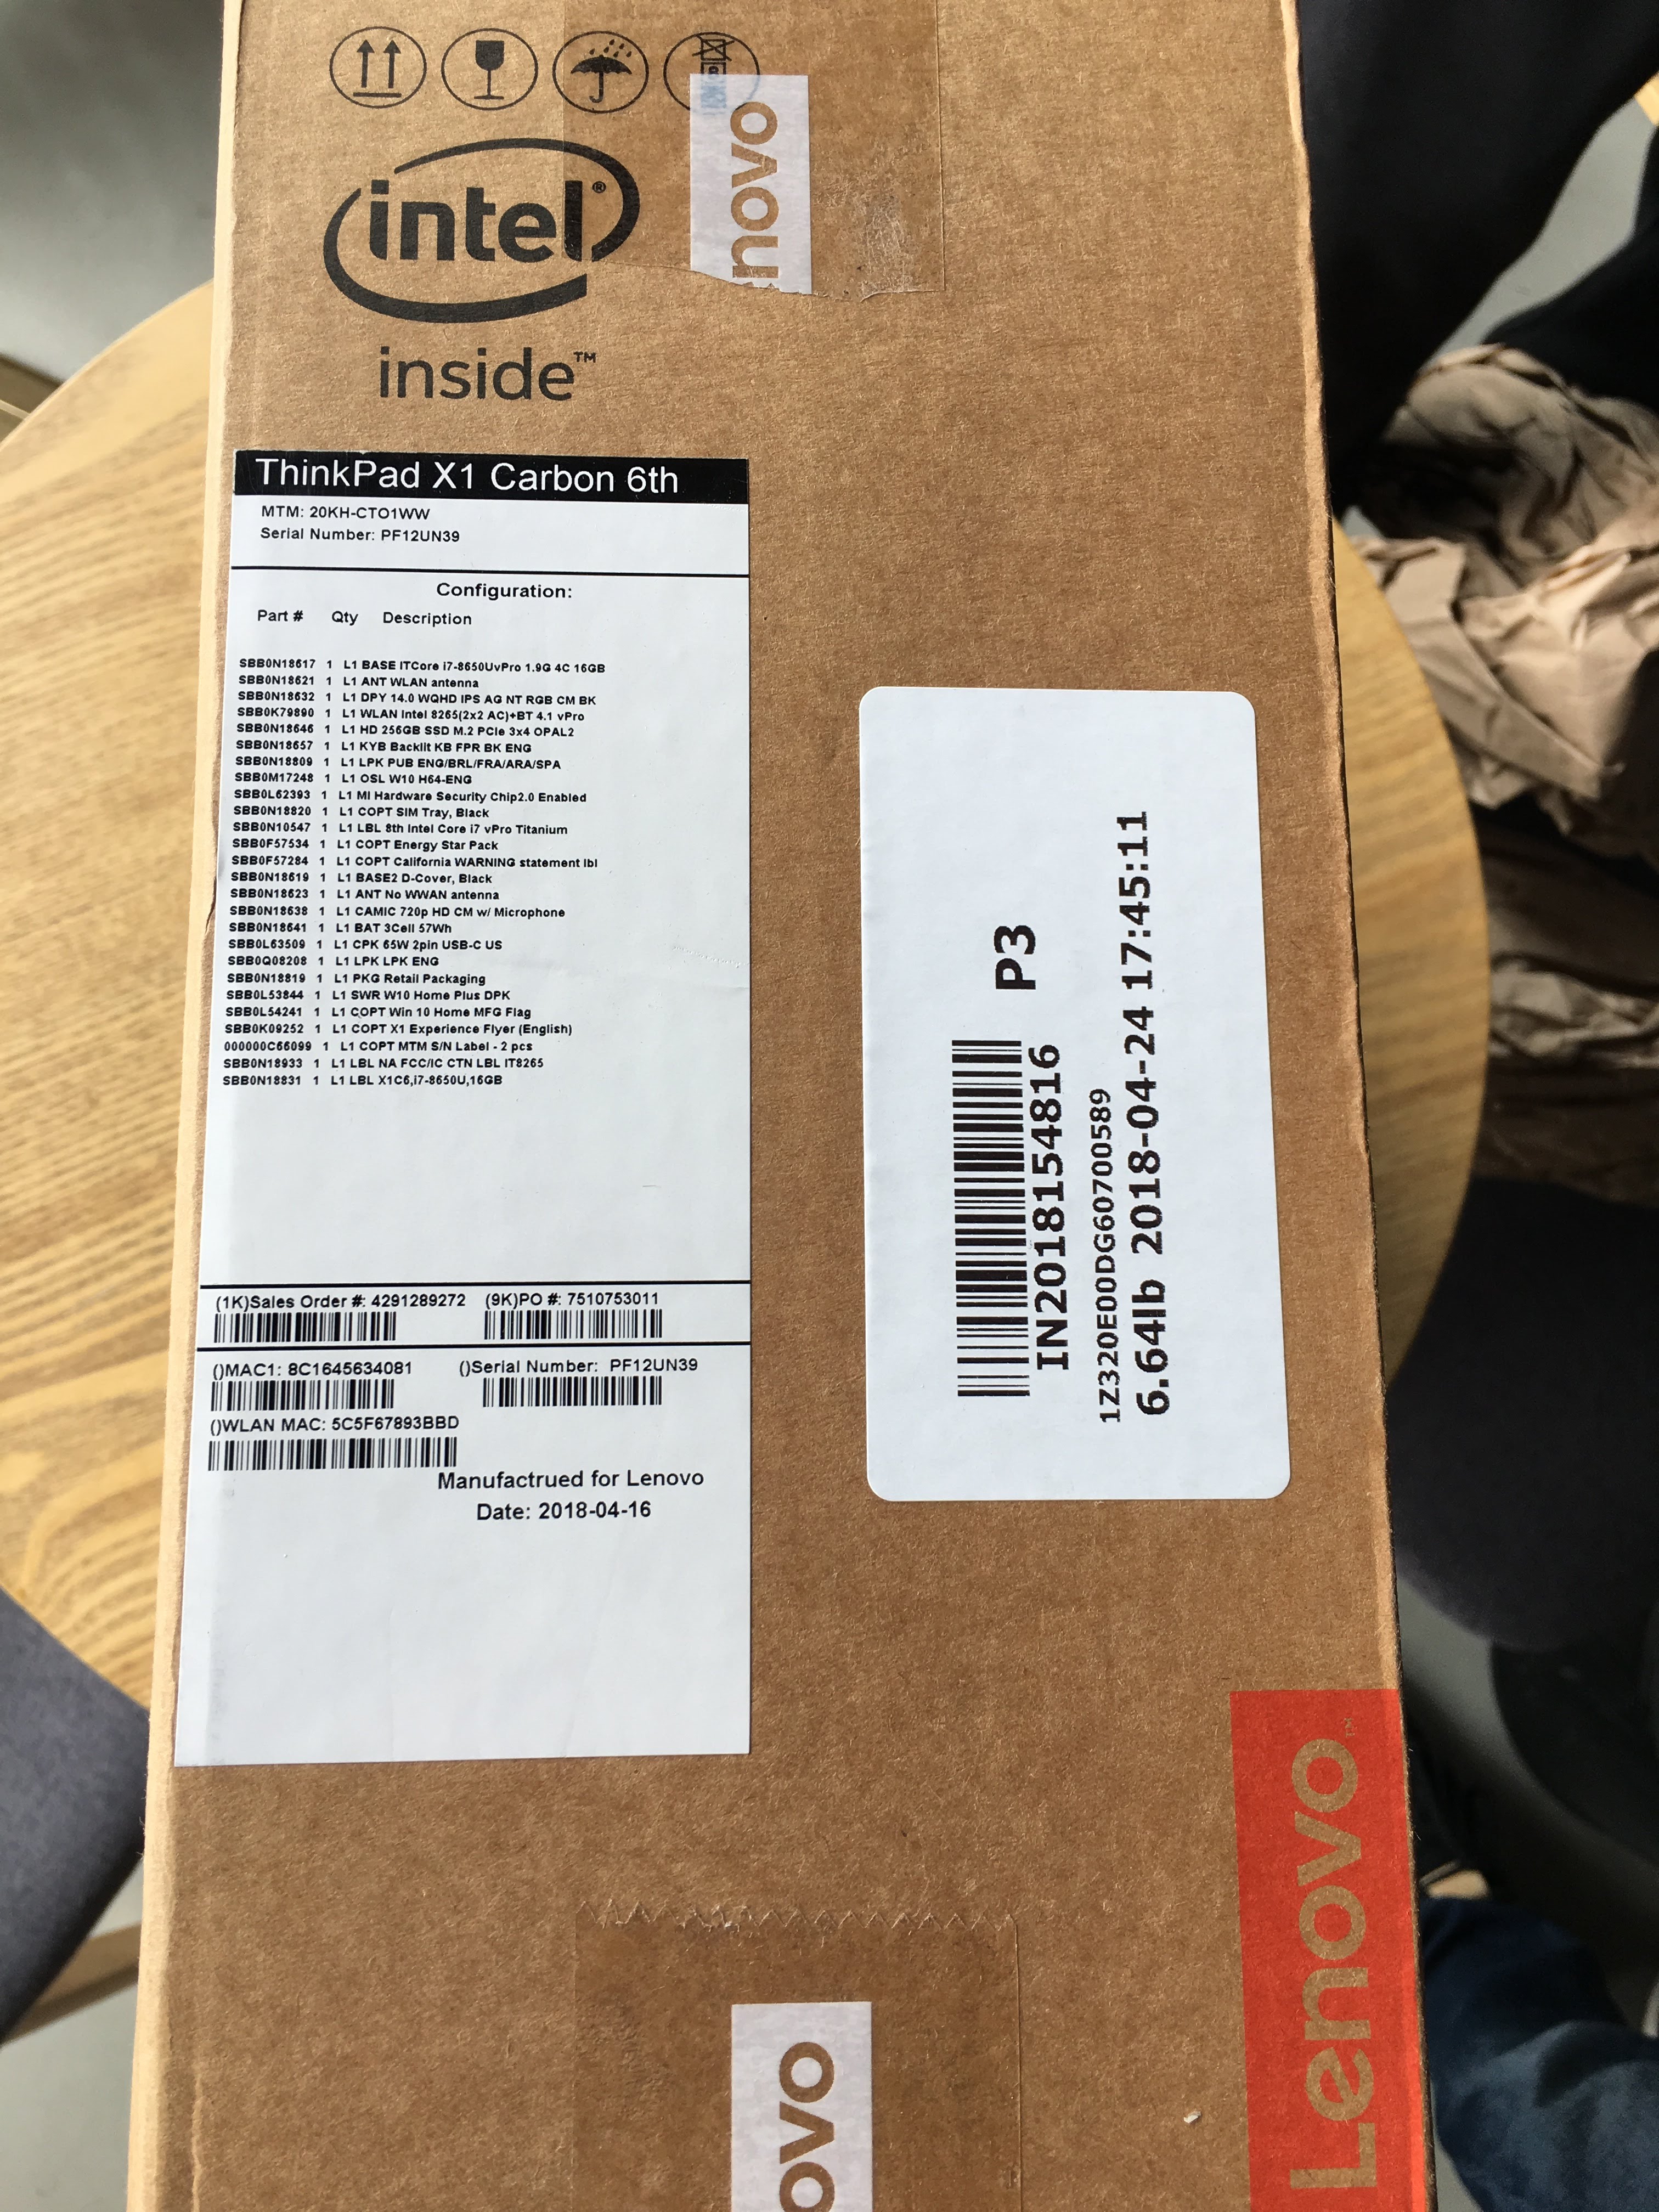 intel®
inside™
novo
ThinkPad X1 Carbon 6th
MTM: 20KH-CTO1WW
Serial Number: PF12UN39
Configuration:
Part # Qty Description
SBB0N18617 1 L1 BASE ITCore i7-8650UvPro 1.9G 4C 16GB
SBB0N18621 1 L1 ANT WLAN antenna
SBB0N18632 1 L1 DPY 14.0 WQHD IPS AG NT RGB CM BK
SBB0K79890 1 L1 WLAN Intel 8265(2x2 AC)+BT 4.1 vPro
SBB0N18646 1 L1 HD 256GB SSD M.2 PCIe 3x4 OPAL2
SBB0N18657 1 L1 KYB Backlit KB FPR BK ENG
SBB0N18809 1 L1 LPK PUB ENG/BRL/FRA/ARA/SPA
SBB0M17248 1 L1 OSL W10 H64-ENG
SBB0L62393 1 L1 MI Hardware Security Chip2.0 Enabled
SBB0N18820 1 L1 COPT SIM Tray, Black
SBB0N10547 1 L1 LBL 8th Intel Core i7 vPro Titanium
SBB0F57534 1 L1 COPT Energy Star Pack
SBB0F57284 1 L1 COPT California WARNING statement lbl
SBB0N18619 1 L1 BASE2 D-Cover, Black
SBB0N18623 1 L1 ANT No WWAN antenna
SBB0N18638 1 L1 CAMIC 720p HD CM w/ Microphone
SBB0N18641 1 L1 BAT 3Cell 57Wh
SBB0L63509 1 L1 CPK 65W 2pin USB-C US
SBB0Q08208 1 L1 LPK LPK ENG
SBB0N18819 1 L1 PKG Retail Packaging
SBB0L53844 1 L1 SWR W10 Home Plus DPK
SBB0L54241 1 L1 COPT Win 10 Home MFG Flag
SBB0K09252 1 L1 COPT X1 Experience Flyer (English)
000000C66099 1 L1 COPT MTM S/N Label - 2 pcs
SBB0N18933 1 L1 LBL NA FCC/IC CTN LBL IT8265
SBB0N18831 1 L1 LBL X1C6,i7-8650U,16GB
(1K)Sales Order #: 4291289272 (9K)PO #: 7510753011
()MAC1: 8C1645634081 ()Serial Number: PF12UN39
()WLAN MAC: 5C5F67893BBD
Manufactrued for Lenovo
Date: 2018-04-16
P3
IN2018154816
1Z320E00DG60700589
6.64lb 2018-04-24 17:45:11
Lenovo™
ovo